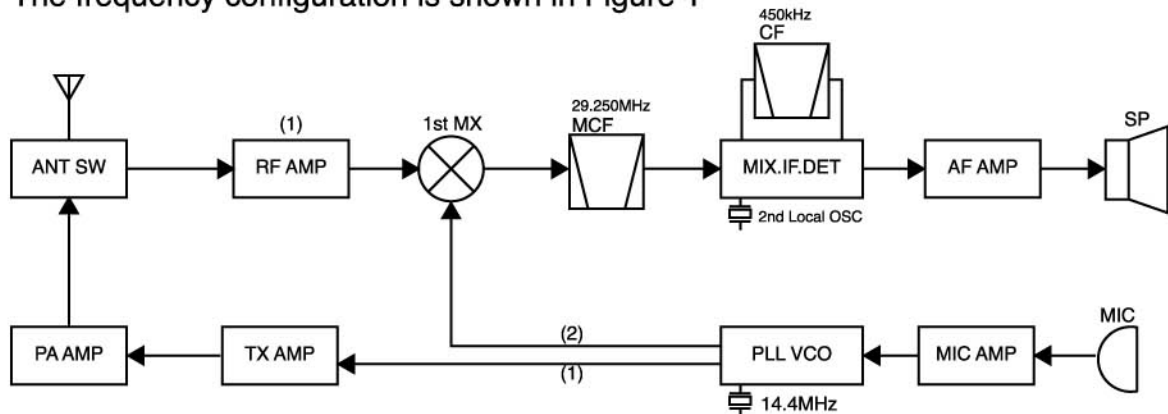 The frequency configuration is shown in Figure 1
450kHz
CF
29.250MHz
MCF
1st MX
(1)
SP
ANT SW
RF AMP
MIX.IF.DET
AF AMP
2nd Local OSC
MIC
PA AMP
TX AMP
(2)
(1)
PLL VCO
MIC AMP
14.4MHz